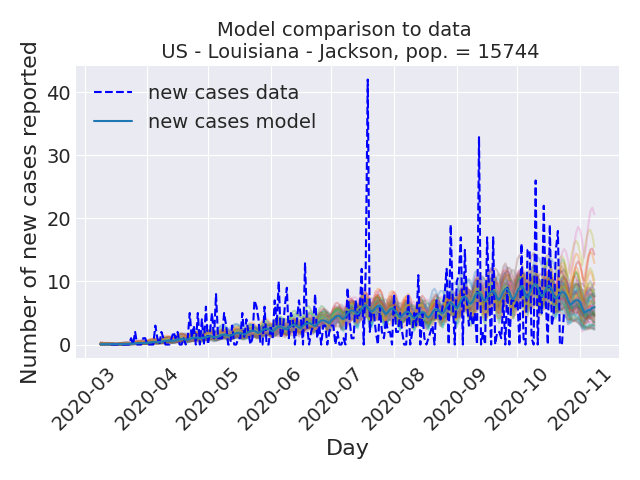 Model comparison to data
US - Louisiana - Jackson, pop. = 15744
Number of new cases reported
40
30
20
10
0
new cases data
new cases model
2020-03
2020-04
2020-05
2020-06
2020-07
2020-08
2020-09
2020-10
2020-11
Day